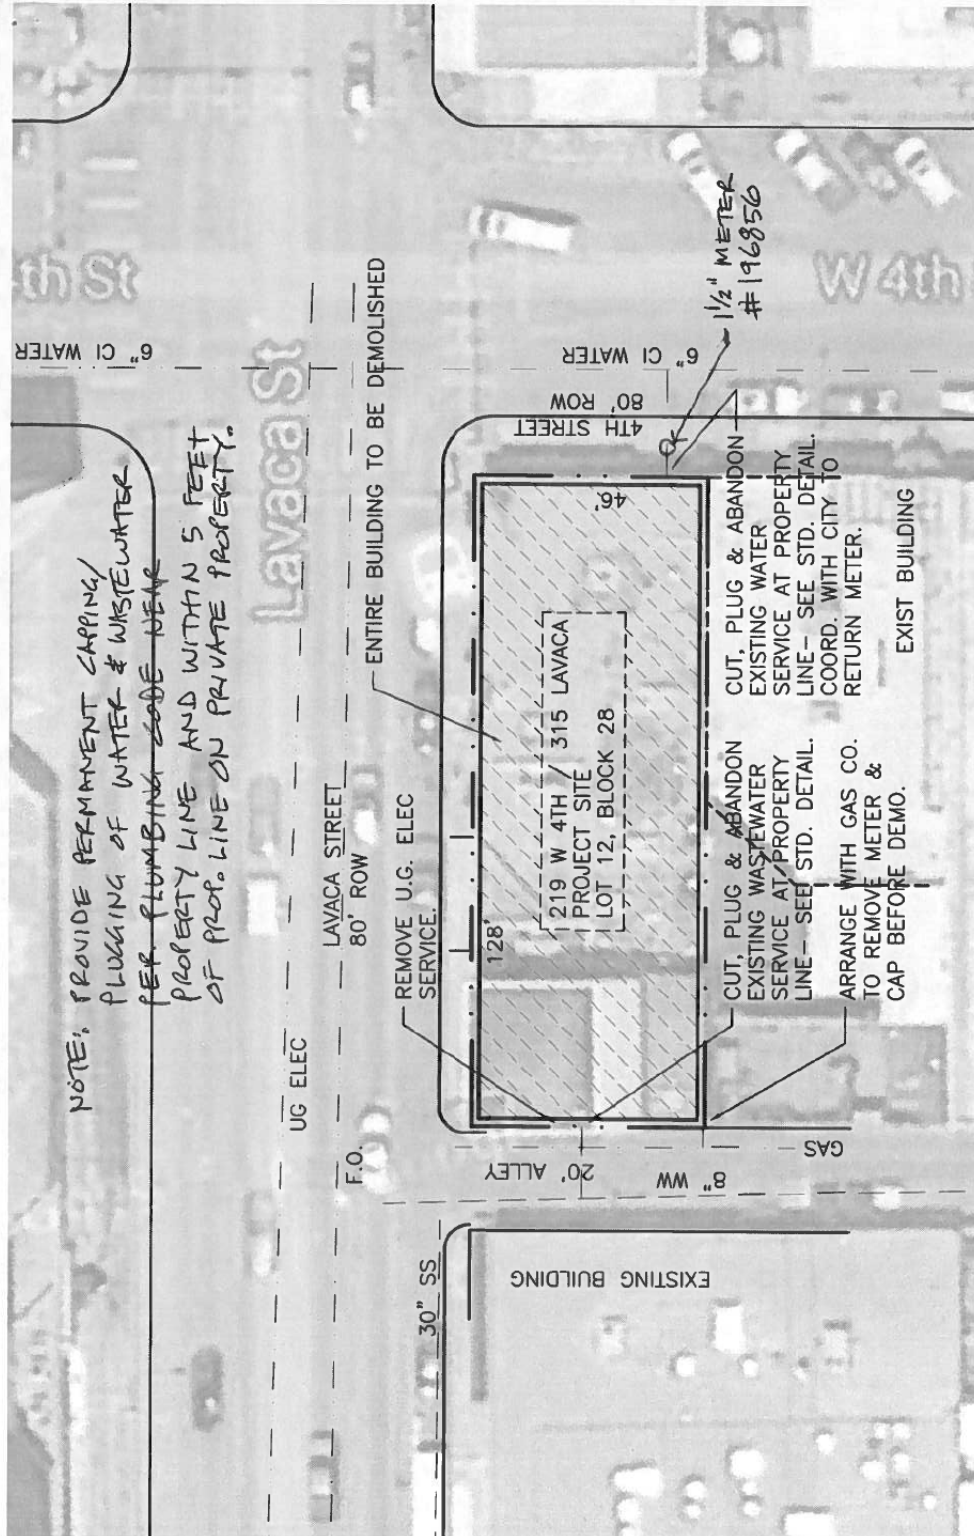 NOTE: PROVIDE PERMANENT CAPPING/
PLUGGING OF WATER & WASTEWATER
PER PLUMBING CODE NEAR
PROPERTY LINE AND WITHIN 5 FEET
OF PROP. LINE ON PRIVATE PROPERTY.
4th St
6" CI WATER
Lavaca St
UG ELEC
LAVACA STREET
80' ROW
F.O.
ENTIRE BUILDING TO BE DEMOLISHED
REMOVE U.G. ELEC
SERVICE.
30" SS
128'
46'
219 W 4TH / 315 LAVACA
PROJECT SITE
LOT 12, BLOCK 28
4TH STREET
80' ROW
6" CI WATER
1 1/2" METER
#196856
W 4th
20' ALLEY
8" WW
GAS
EXISTING BUILDING
CUT, PLUG & ABANDON
EXISTING WASTEWATER
SERVICE AT PROPERTY
LINE- SEE STD. DETAIL.
CUT, PLUG & ABANDON
EXISTING WATER
SERVICE AT PROPERTY
LINE- SEE STD. DETAIL.
COORD. WITH CITY TO
RETURN METER.
ARRANGE WITH GAS CO.
TO REMOVE METER &
CAP BEFORE DEMO.
EXIST BUILDING